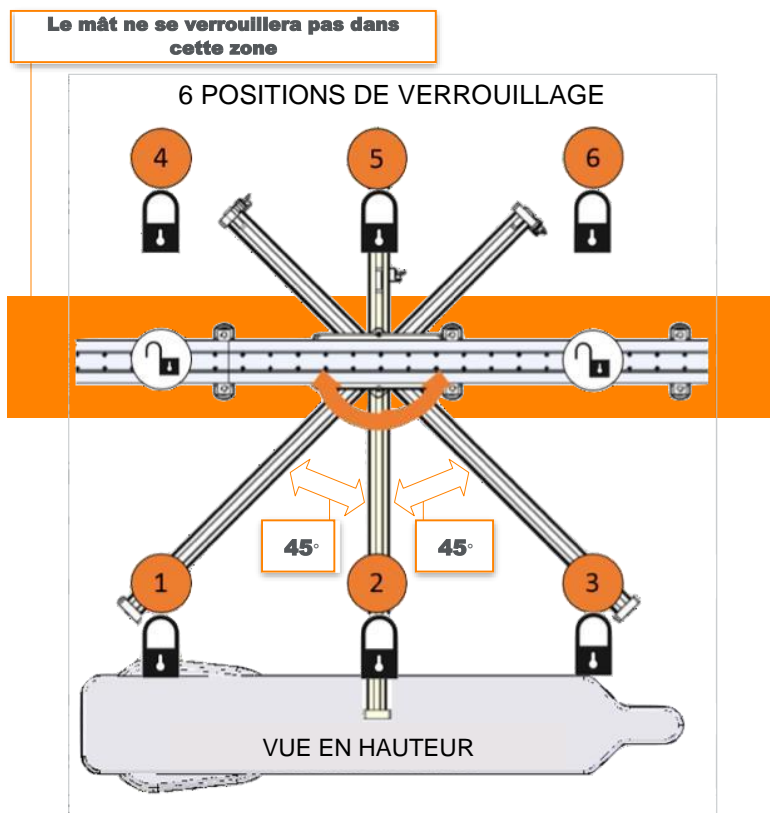 Le mât ne se verrouillera pas dans
cette zone
6 POSITIONS DE VERROUILLAGE
4
5
6
45°
45°
1
2
3
VUE EN HAUTEUR